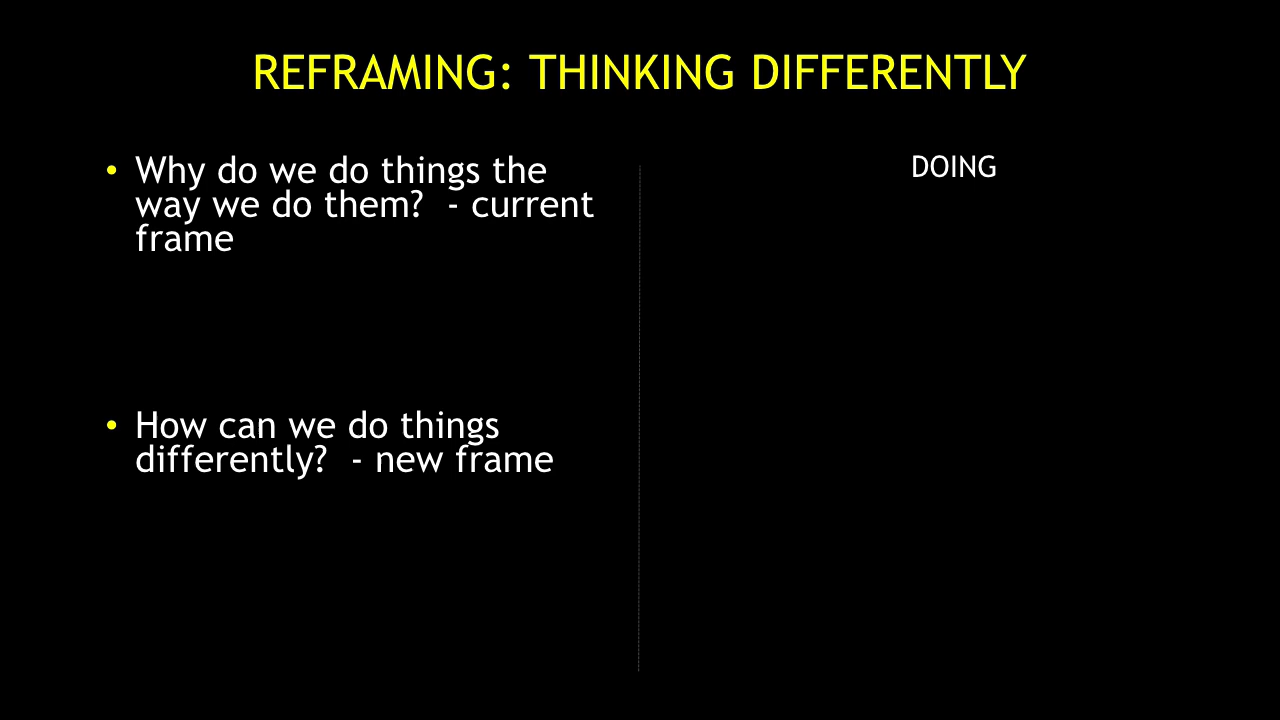 REFRAMING: THINKING DIFFERENTLY
• Why do we do things the
way we do them?  - current
frame
• How can we do things
differently?  - new frame
DOING